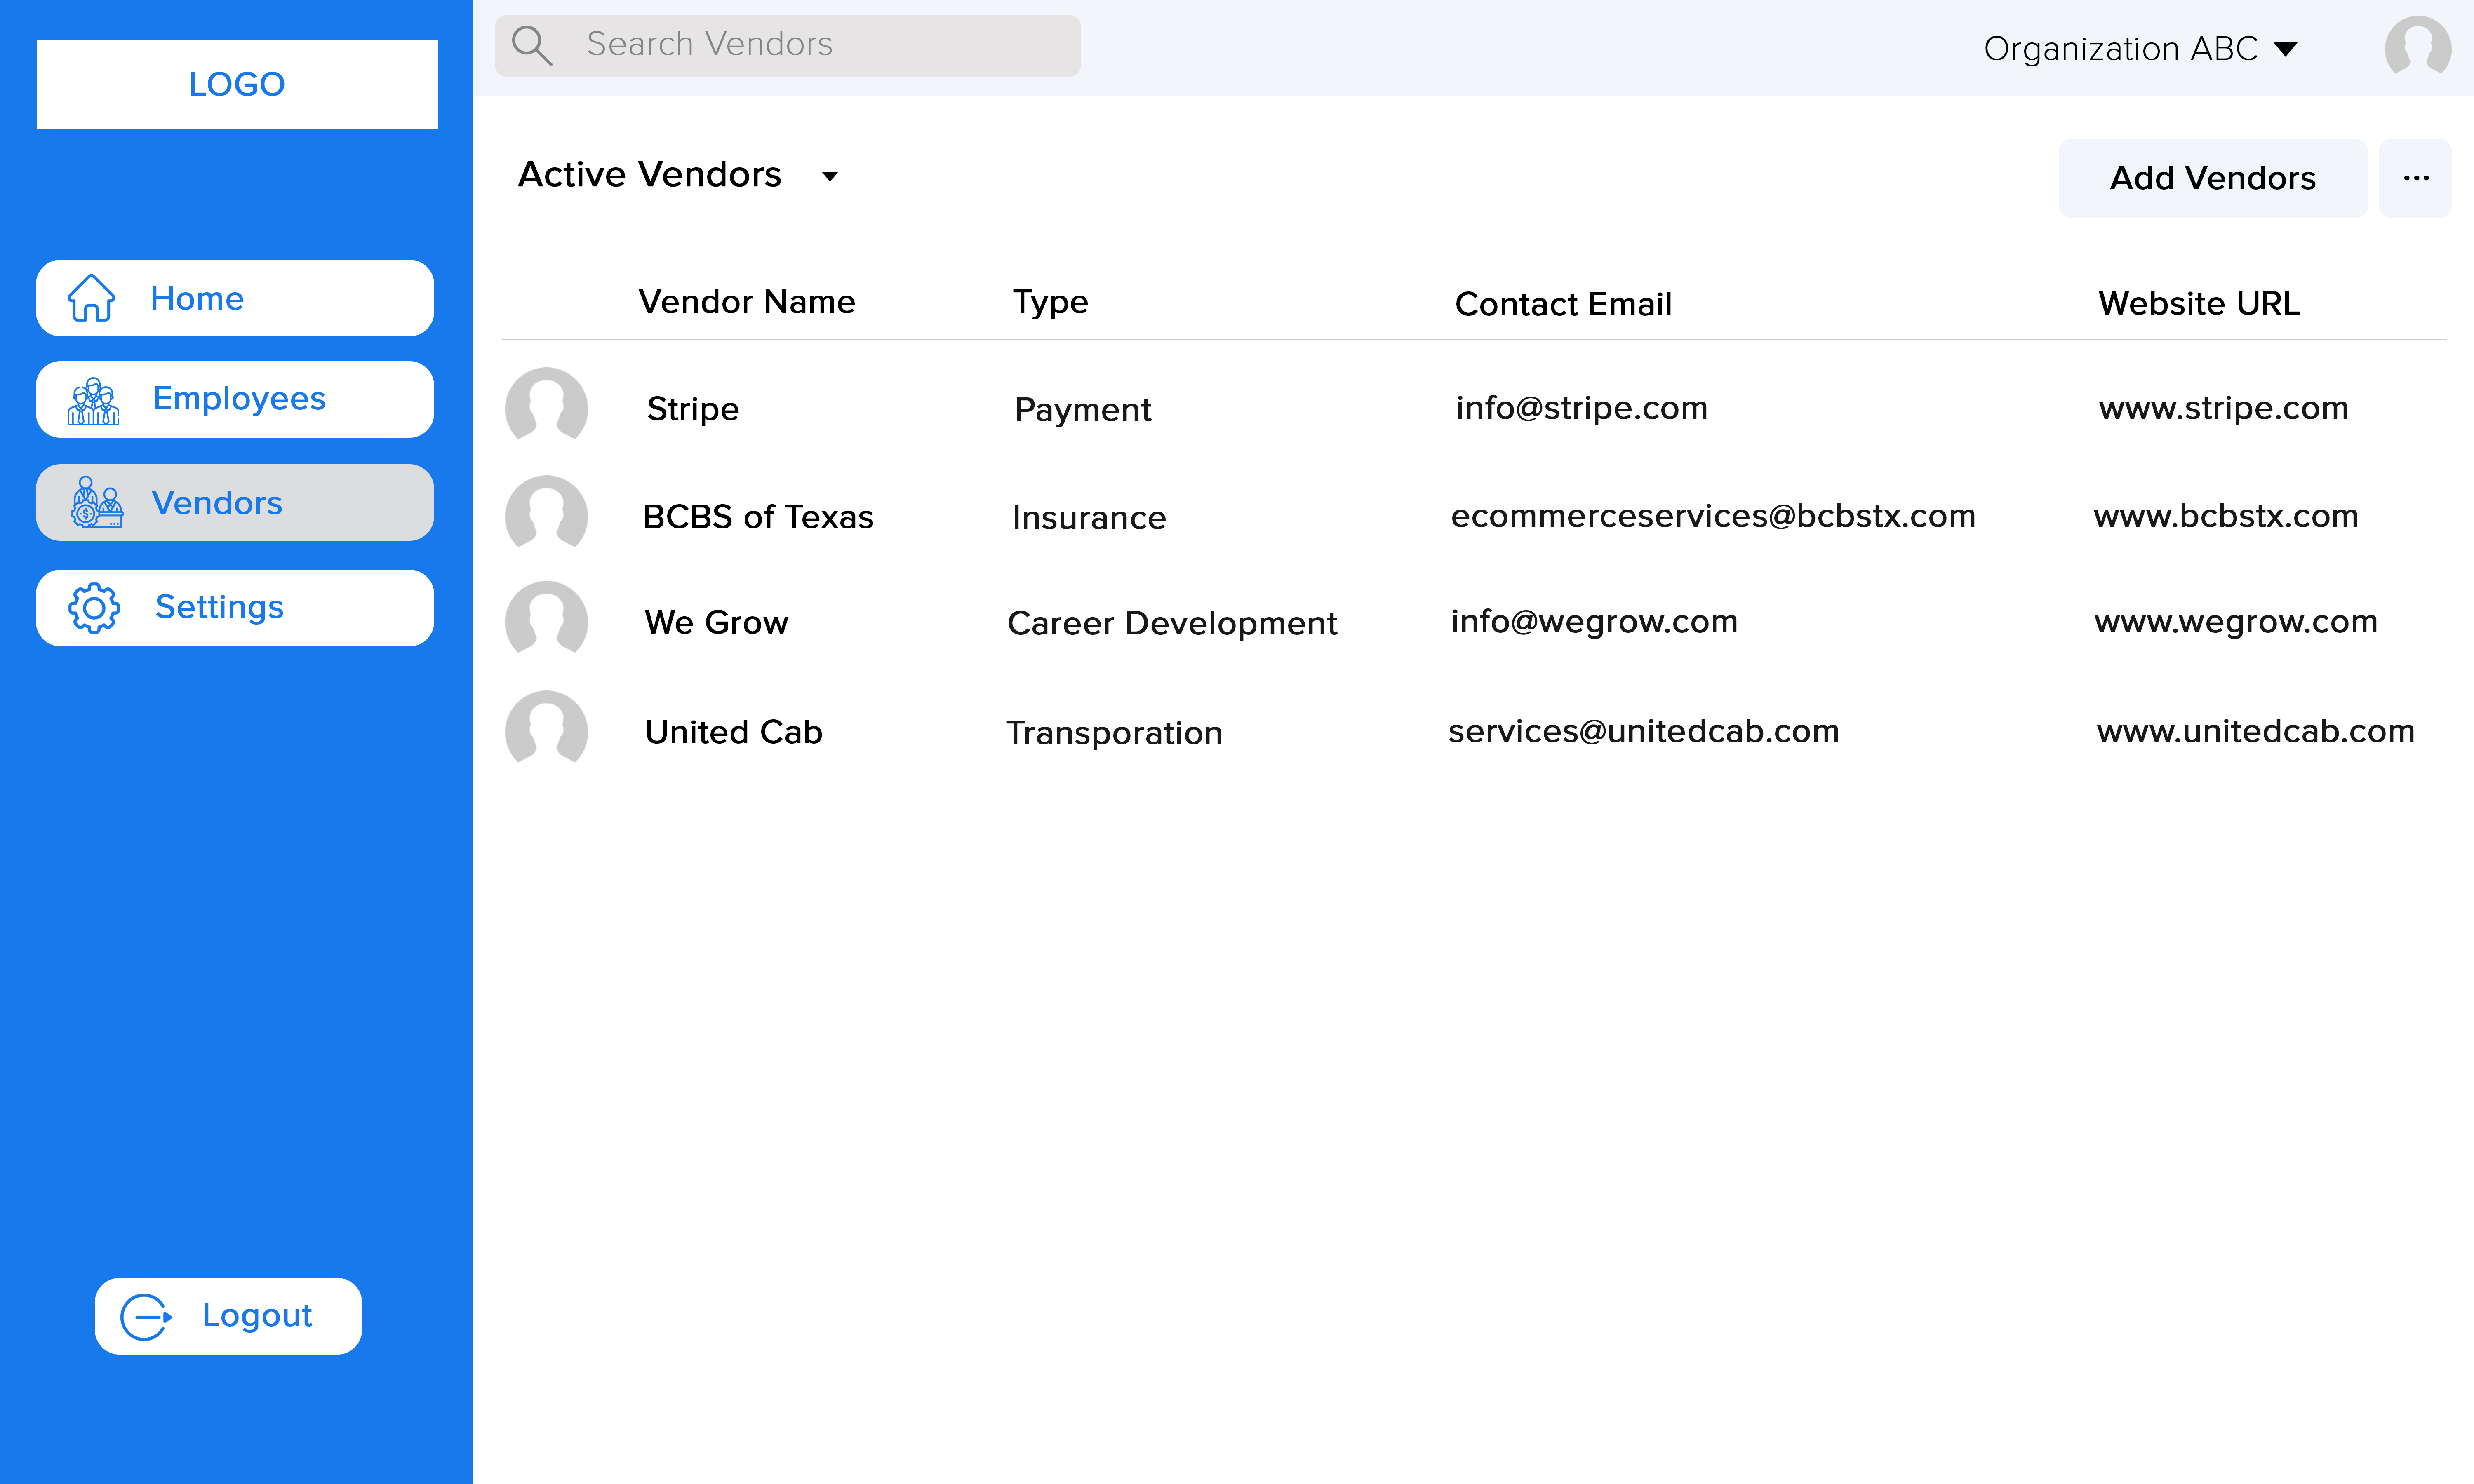 LOGO
Home
Employees
Vendors
Settings
Logout
Search Vendors
Organization ABC
Active Vendors
Add Vendors
...
Vendor Name Type Contact Email Website URL
Stripe Payment info@stripe.com www.stripe.com
BCBS of Texas Insurance ecommerceservices@bcbstx.com www.bcbstx.com
We Grow Career Development info@wegrow.com www.wegrow.com
United Cab Transporation services@unitedcab.com www.unitedcab.com